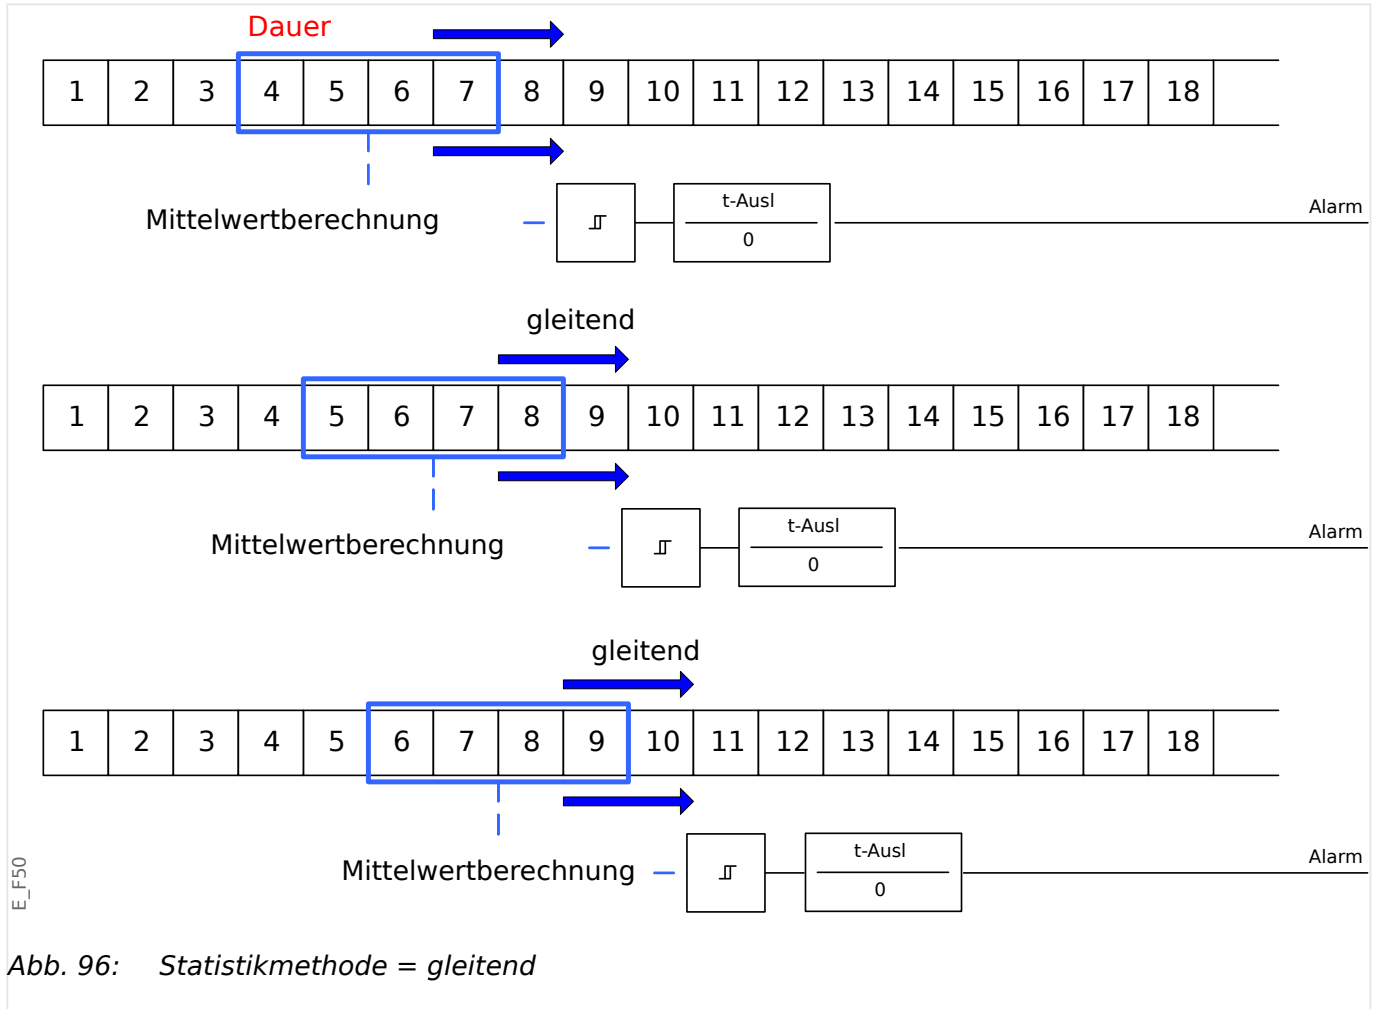 Dauer
1 2 3 4 5 6 7 8 9 10 11 12 13 14 15 16 17 18
Mittelwertberechnung
t-Ausl
0
Alarm
gleitend
1 2 3 4 5 6 7 8 9 10 11 12 13 14 15 16 17 18
Mittelwertberechnung
t-Ausl
0
Alarm
gleitend
1 2 3 4 5 6 7 8 9 10 11 12 13 14 15 16 17 18
Mittelwertberechnung
t-Ausl
0
Alarm
E_F50
Abb. 96: Statistikmethode = gleitend